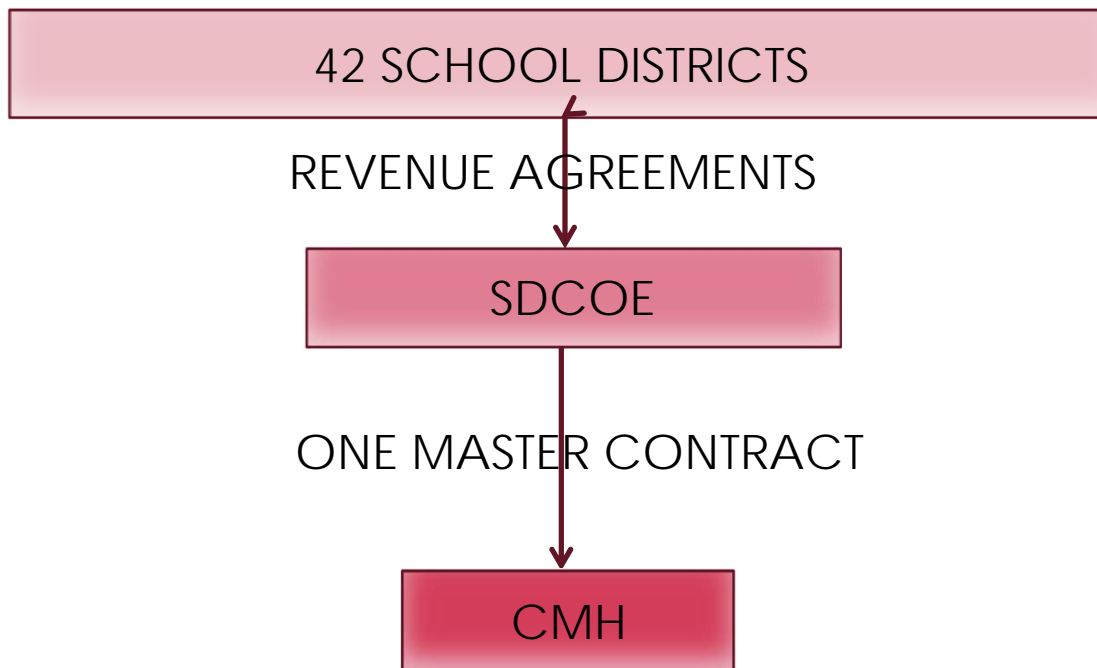 42 SCHOOL DISTRICTS
REVENUE AGREEMENTS
SDCOE
ONE MASTER CONTRACT
CMH